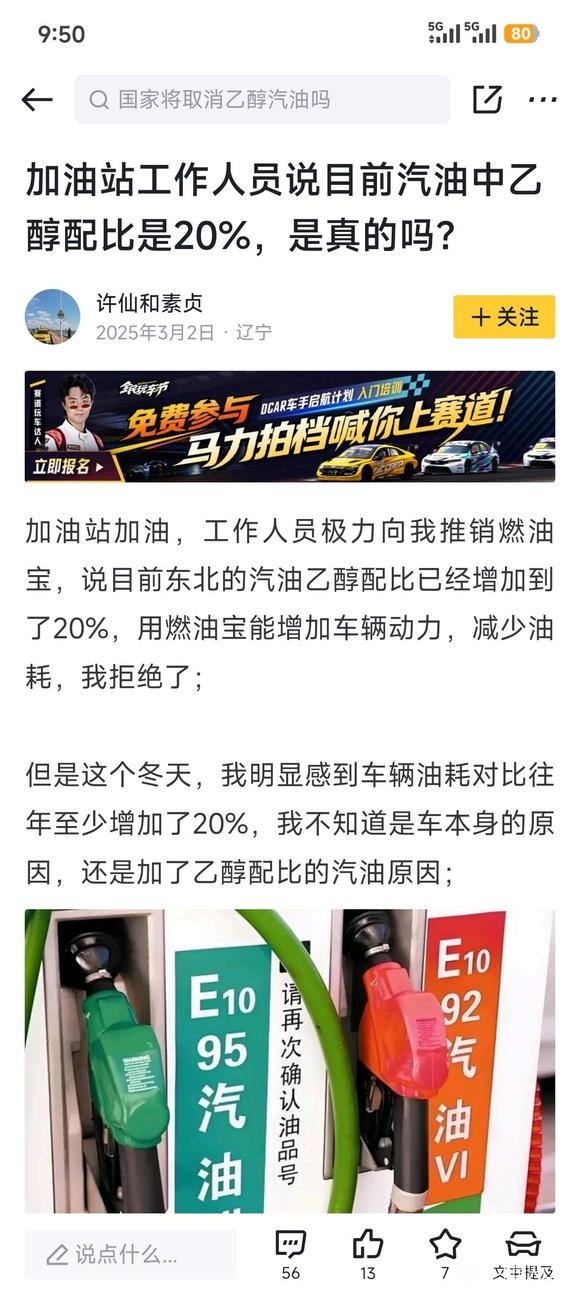 9:50
5G 5G 80
国家将取消乙醇汽油吗
加油站工作人员说目前汽油中乙
醇配比是20%，是真的吗？
许仙和素贞
2025年3月2日 · 辽宁
＋关注
赛道玩车达人
全民玩车节
免费参与 DCAR车手启航计划 入门培训
马力拍档喊你上赛道！
立即报名
加油站加油，工作人员极力向我推销燃油
宝，说目前东北的汽油乙醇配比已经增加到
了20%，用燃油宝能增加车辆动力，减少油
耗，我拒绝了；
但是这个冬天，我明显感到车辆油耗对比往
年至少增加了20%，我不知道是车本身的原
因，还是加了乙醇配比的汽油原因；
E10
95
汽
油
请再次确认油品号
E10
92
汽
油
VI
WARNING
说点什么...
56
13
7
文中提及